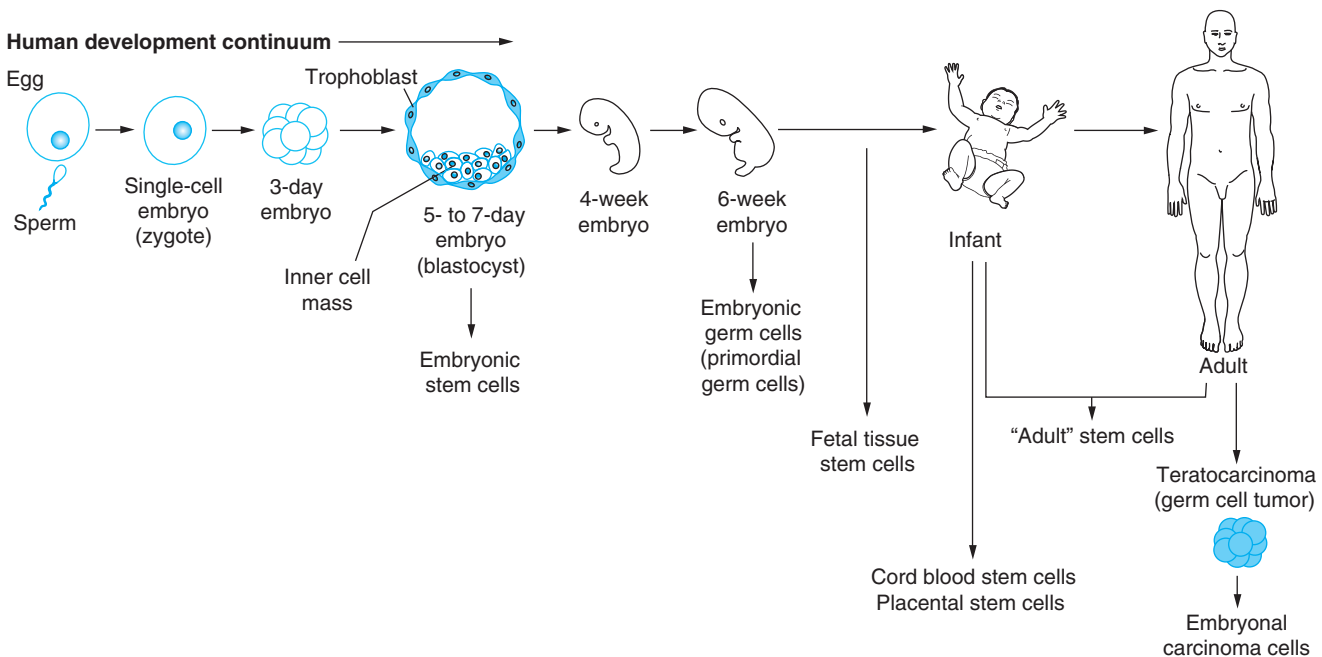 Human development continuum
Egg
Sperm
Single-cell
embryo
(zygote)
3-day
embryo
Trophoblast
Inner cell
mass
5- to 7-day
embryo
(blastocyst)
Embryonic
stem cells
4-week
embryo
6-week
embryo
Embryonic
germ cells
(primordial
germ cells)
Fetal tissue
stem cells
Infant
Cord blood stem cells
Placental stem cells
“Adult” stem cells
Adult
Teratocarcinoma
(germ cell tumor)
Embryonal
carcinoma cells